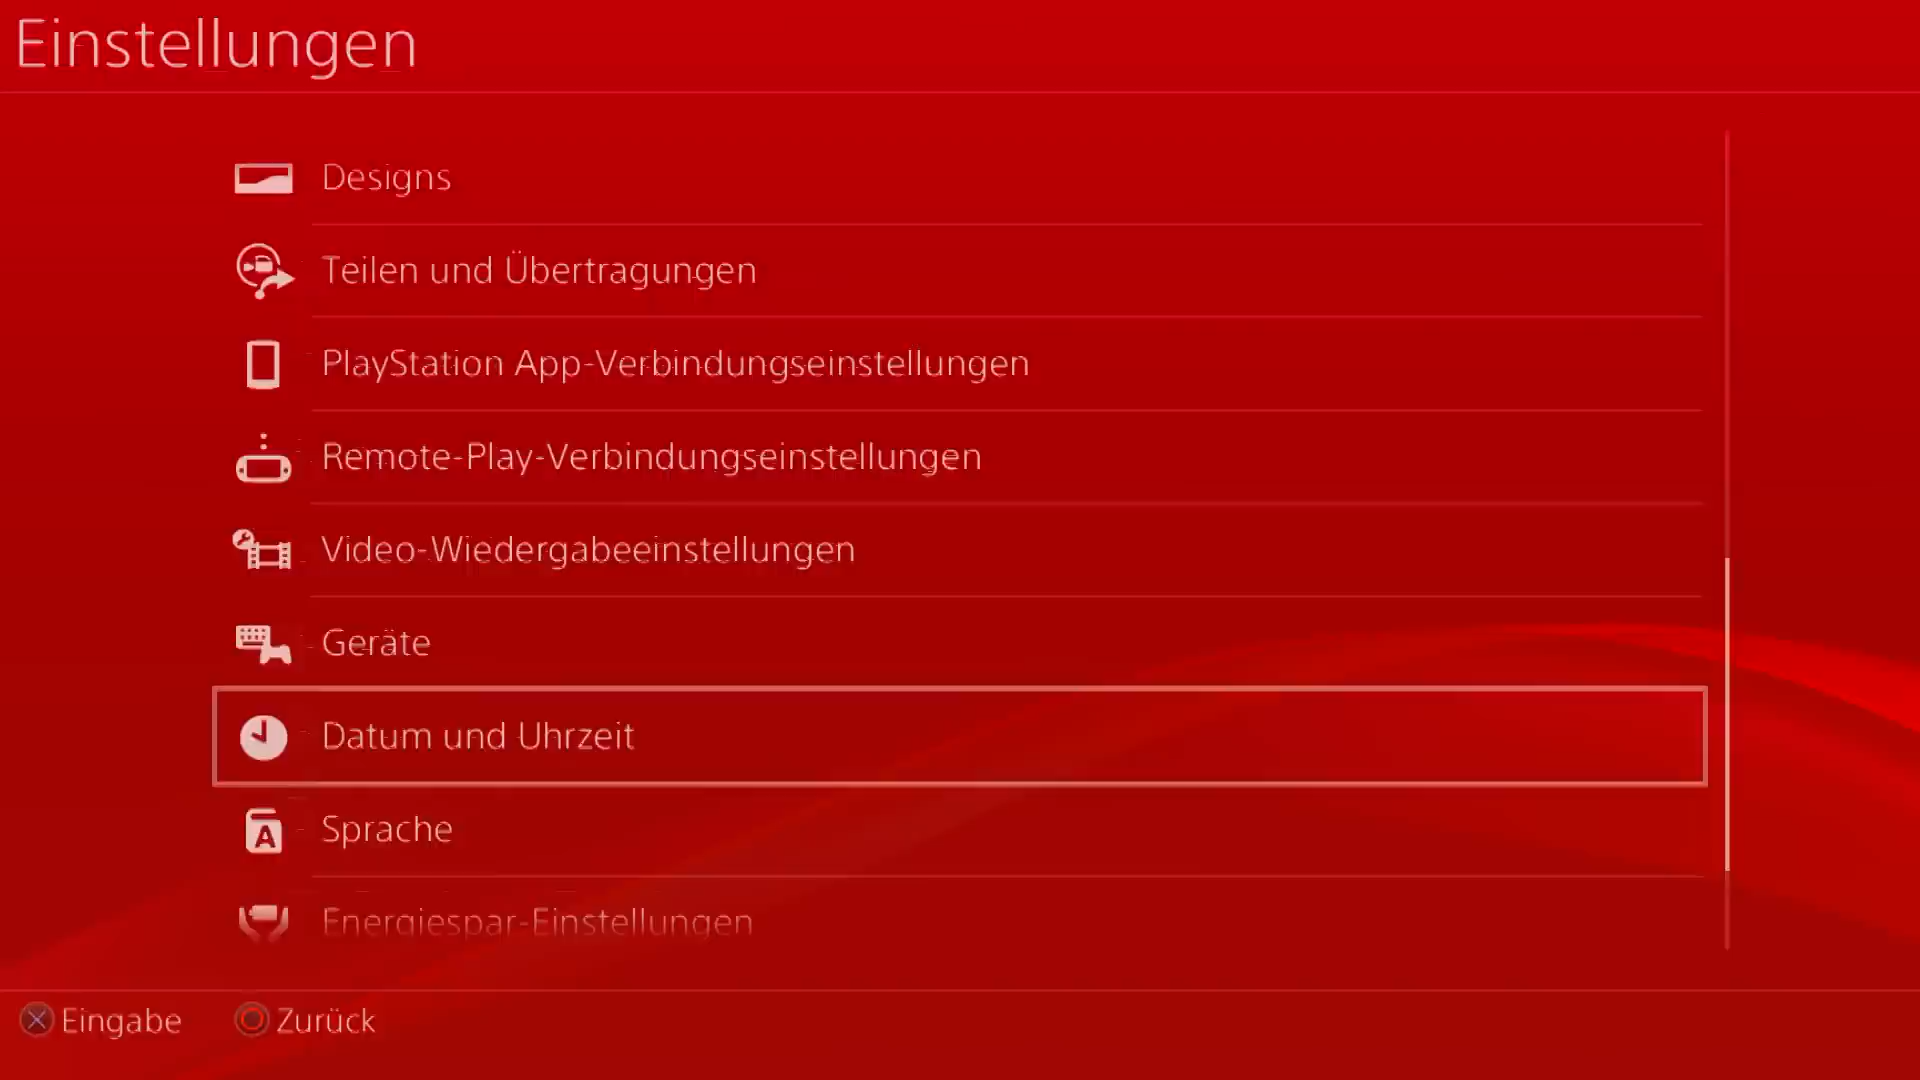 Einstellungen
Designs
Teilen und Übertragungen
PlayStation App-Verbindungseinstellungen
Remote-Play-Verbindungseinstellungen
Video-Wiedergabeeinstellungen
Geräte
Datum und Uhrzeit
Sprache
Energiespar-Einstellungen
Eingabe Zurück